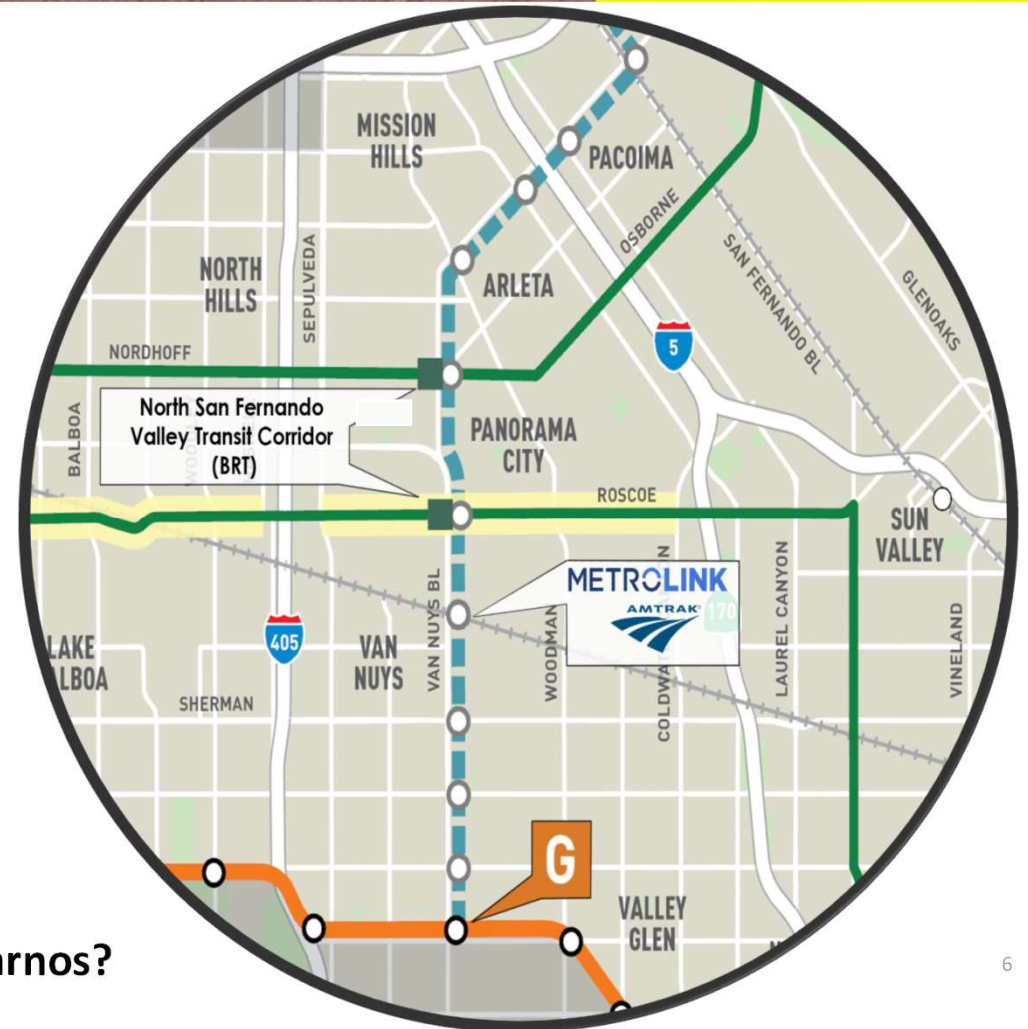 MISSION
HILLS
PACOIMA
OSBORNE
SAN FERNANDO BL
GLENOAKS
NORTH
HILLS
SEPULVEDA
ARLETA
NORDHOFF
5
North San Fernando
Valley Transit Corridor
(BRT)
BALBOA
PANORAMA
CITY
ROSCOE
SUN
VALLEY
METROLINK
AMTRAK
170
405
VAN
NUYS
VAN NUYS BL
WOODMAN
LAUREL CANYON
VINELAND
LAKE
SHERMAN
G
VALLEY
GLEN
6